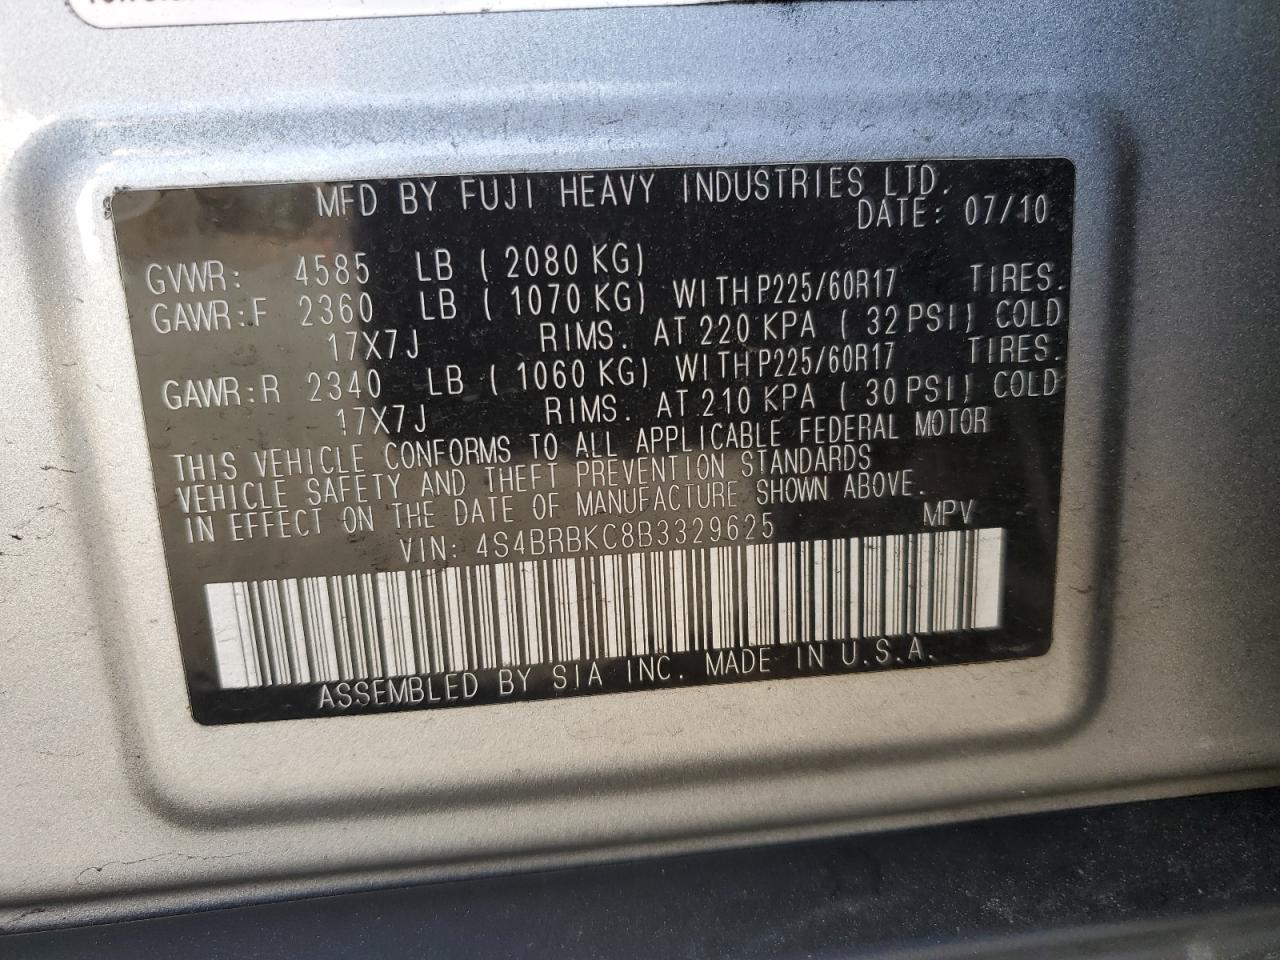 MFD BY FUJI HEAVY INDUSTRIES LTD.
DATE: 07/10
GVWR: 4585 LB ( 2080 KG)
GAWR:F 2360 LB ( 1070 KG) WITH P225/60R17 TIRES.
17X7J RIMS. AT 220 KPA ( 32 PSI) COLD
GAWR:R 2340 LB ( 1060 KG) WITH P225/60R17 TIRES.
17X7J RIMS. AT 210 KPA ( 30 PSI) COLD
THIS VEHICLE CONFORMS TO ALL APPLICABLE FEDERAL MOTOR
VEHICLE SAFETY AND THEFT PREVENTION STANDARDS
IN EFFECT ON THE DATE OF MANUFACTURE SHOWN ABOVE.
VIN: 4S4BRBKC8B3329625 MPV
ASSEMBLED BY SIA INC. MADE IN U.S.A.